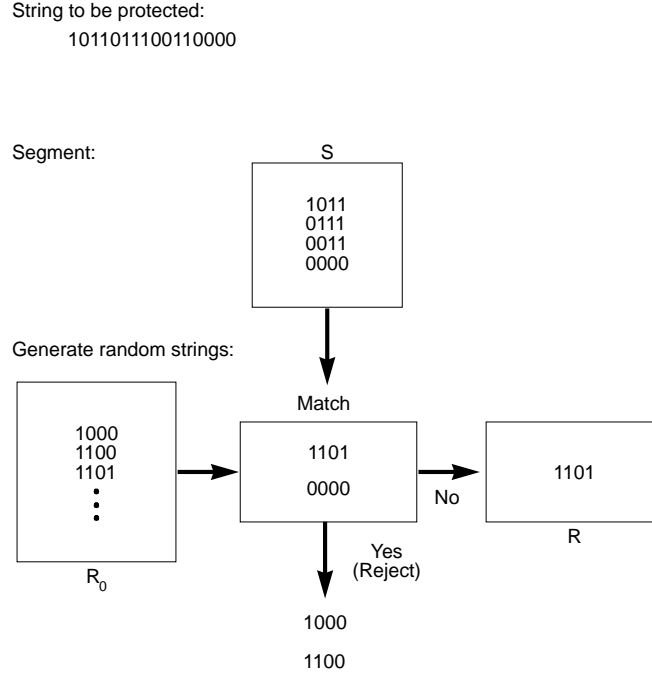 String to be protected:
1011011100110000
Segment:
S
1011
0111
0011
0000
Generate random strings:
Match
1000
1100
1101
1101
0000
No
1101
R
R0
Yes
(Reject)
1000
1100